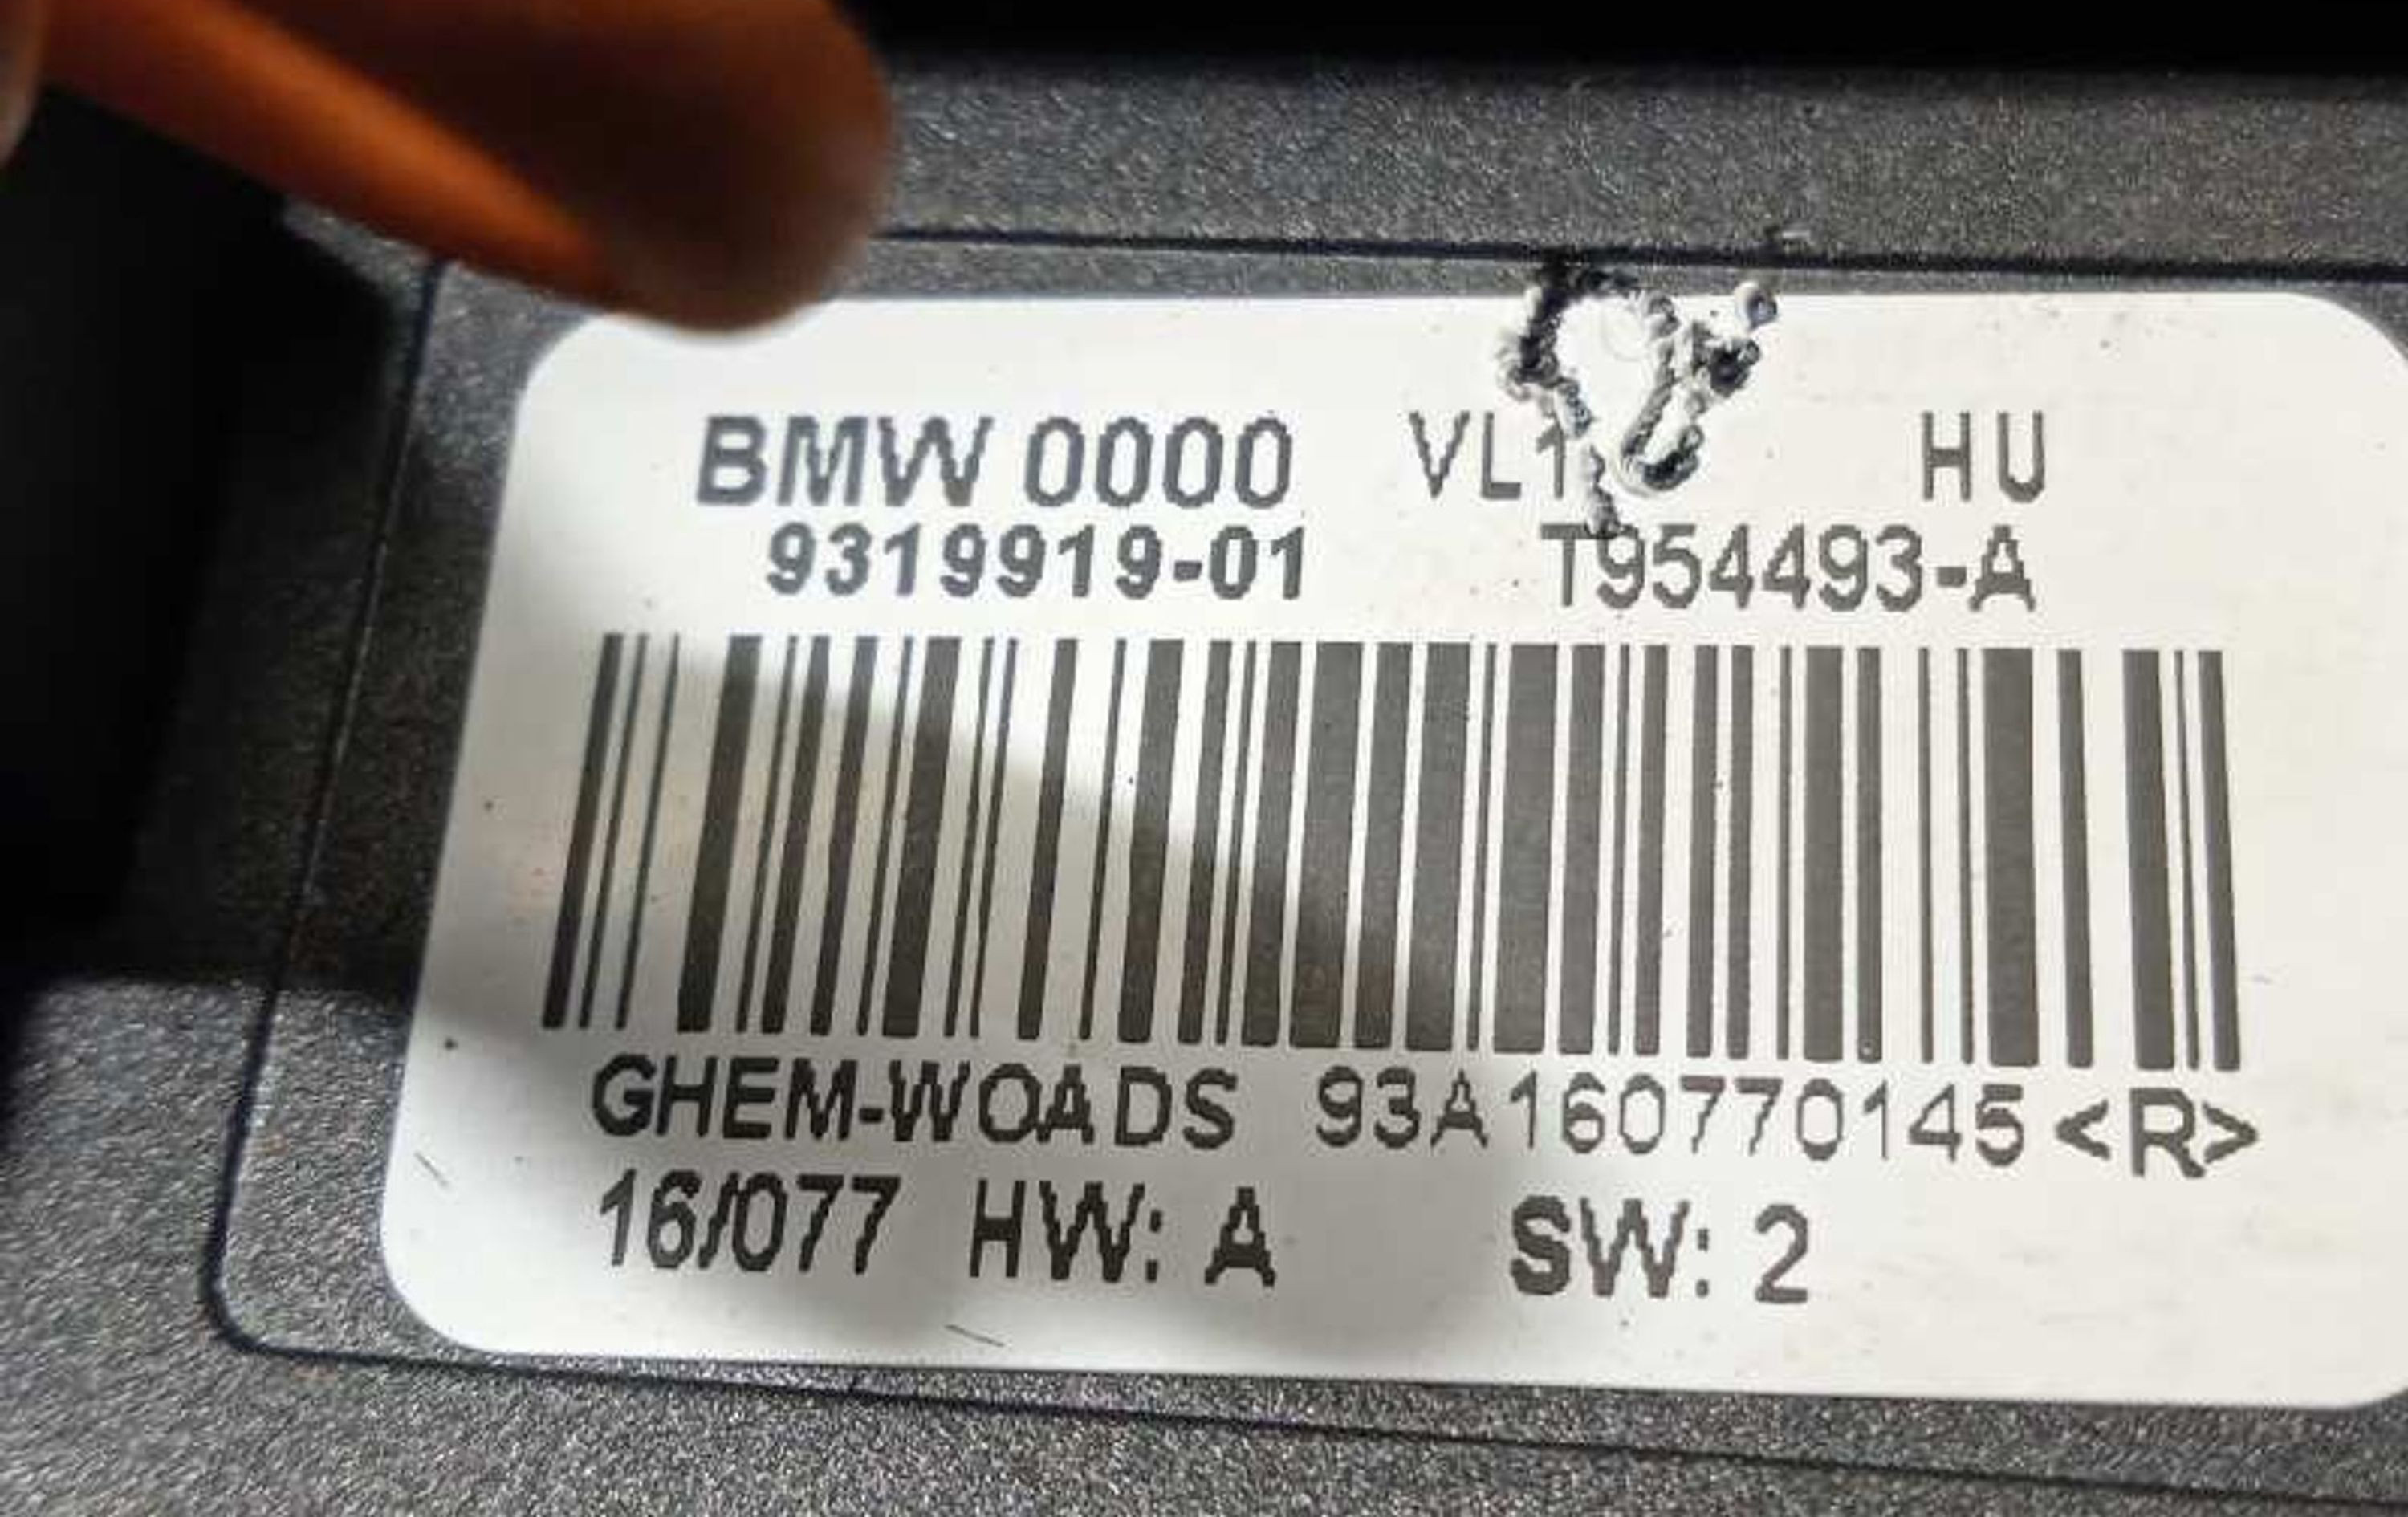 BMW 0000 VL1 HU
9319919-01 T954493-A
GHEM-WOADS 93A160770145<R>
16/077 HW: A SW: 2